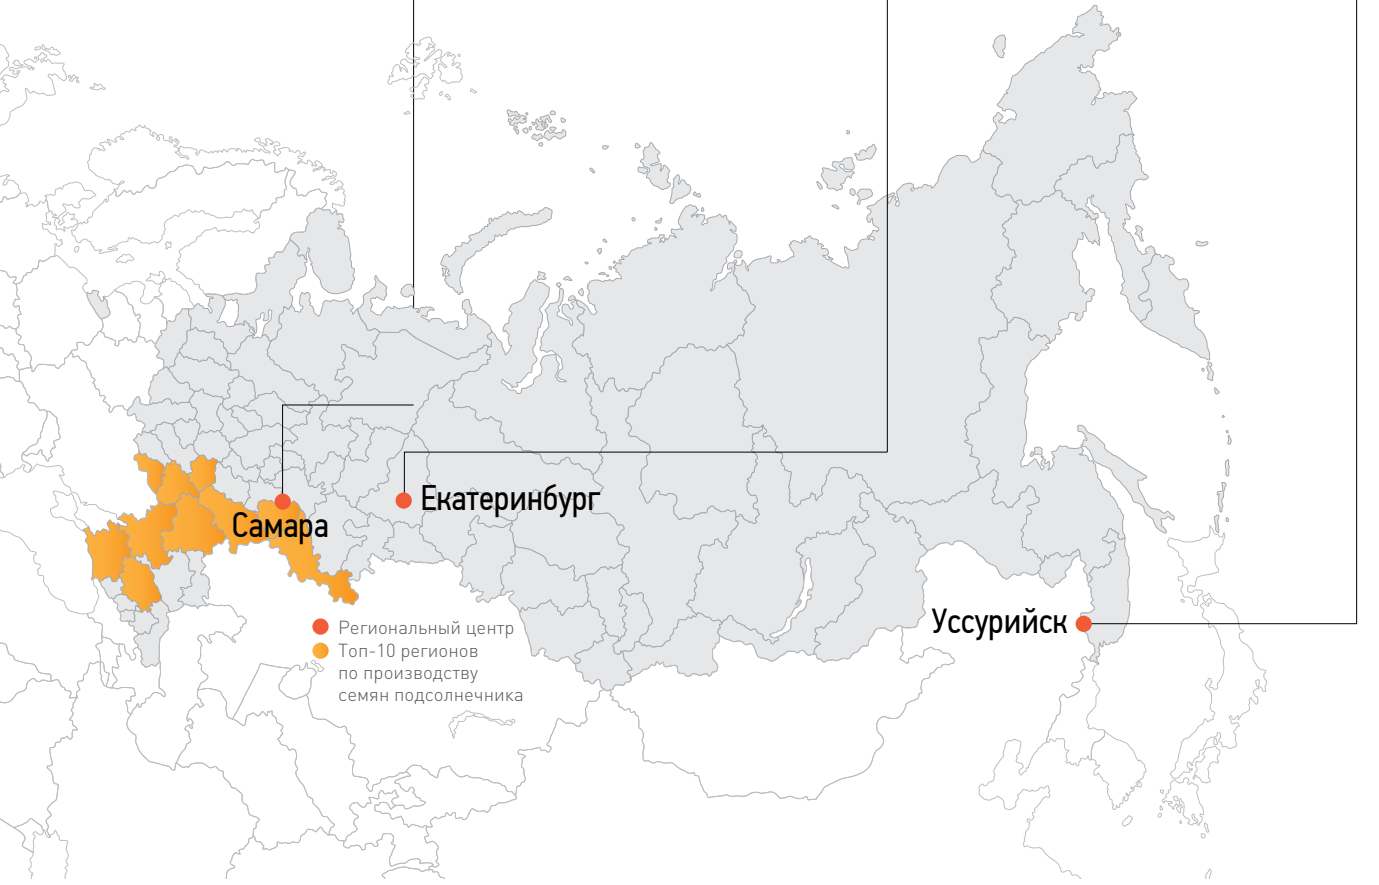 Екатеринбург
Самара
Уссурийск
Региональный центр
Топ-10 регионов
по производству
семян подсолнечника